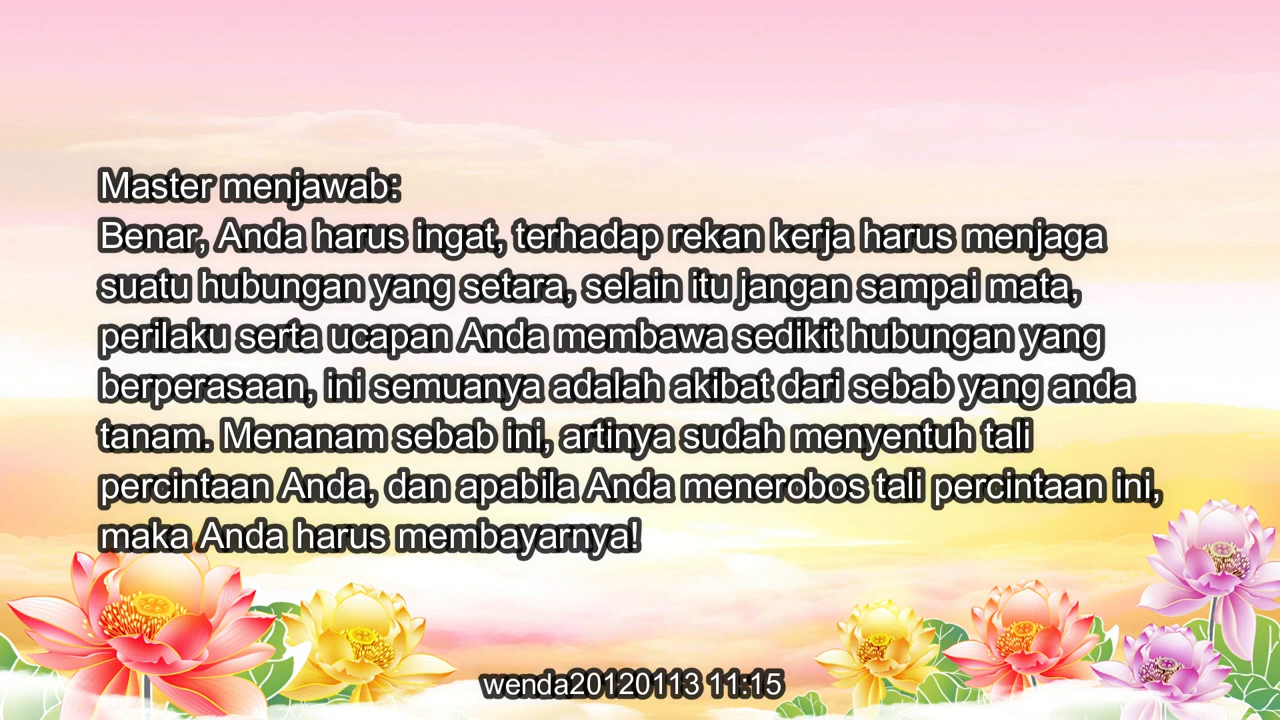 Master menjawab:
Benar, Anda harus ingat, terhadap rekan kerja harus menjaga
suatu hubungan yang setara, selain itu jangan sampai mata,
perilaku serta ucapan Anda membawa sedikit hubungan yang
berperasaan, ini semuanya adalah akibat dari sebab yang anda
tanam. Menanam sebab ini, artinya sudah menyentuh tali
percintaan Anda, dan apabila Anda menerobos tali percintaan ini,
maka Anda harus membayarnya!
wenda20120113 11:15